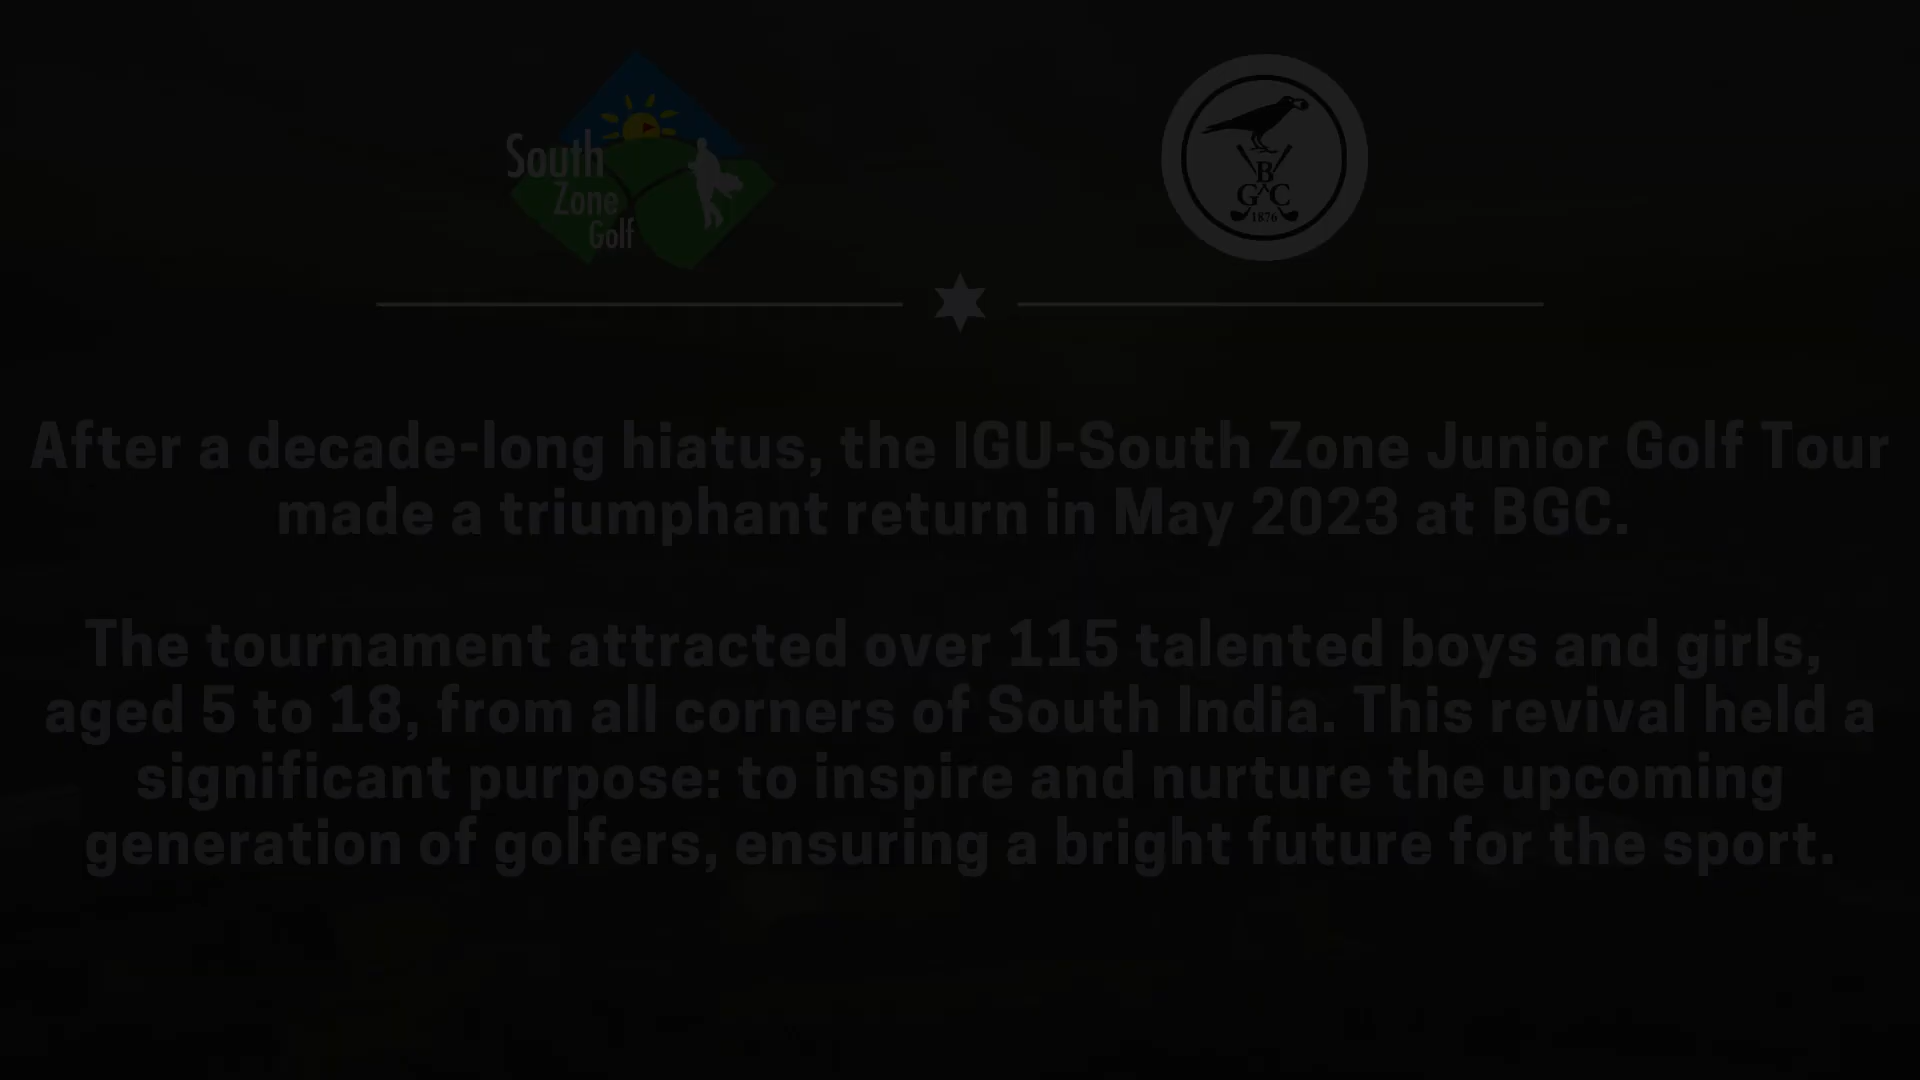 South
Zone
Golf
B
G C
1876
After a decade-long hiatus, the IGU-South Zone Junior Golf Tour
made a triumphant return in May 2023 at BGC.
The tournament attracted over 115 talented boys and girls,
aged 5 to 18, from all corners of South India. This revival held a
significant purpose: to inspire and nurture the upcoming
generation of golfers, ensuring a bright future for the sport.